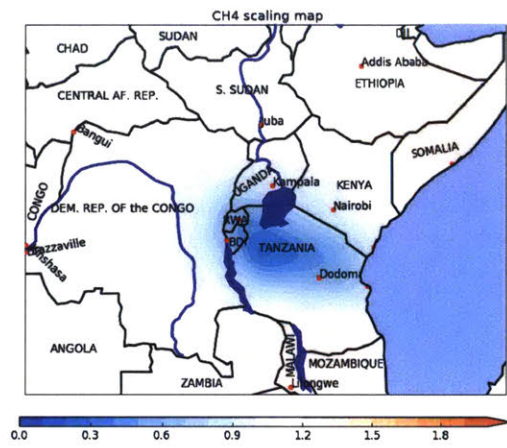 CH4 scaling map
SUDAN
DJI.
CHAD
Addis Ababa
ETHIOPIA
CENTRAL AF. REP.
S. SUDAN
Juba
Bangui
SOMALIA
UGANDA
Kampala
KENYA
CONGO
DEM. REP. OF the CONGO
Nairobi
RWA
BDI
TANZANIA
Brazzaville
Kinshasa
Dodoma
ANGOLA
MALAWI
MOZAMBIQUE
ZAMBIA
Lilongwe
0.0 0.3 0.6 0.9 1.2 1.5 1.8